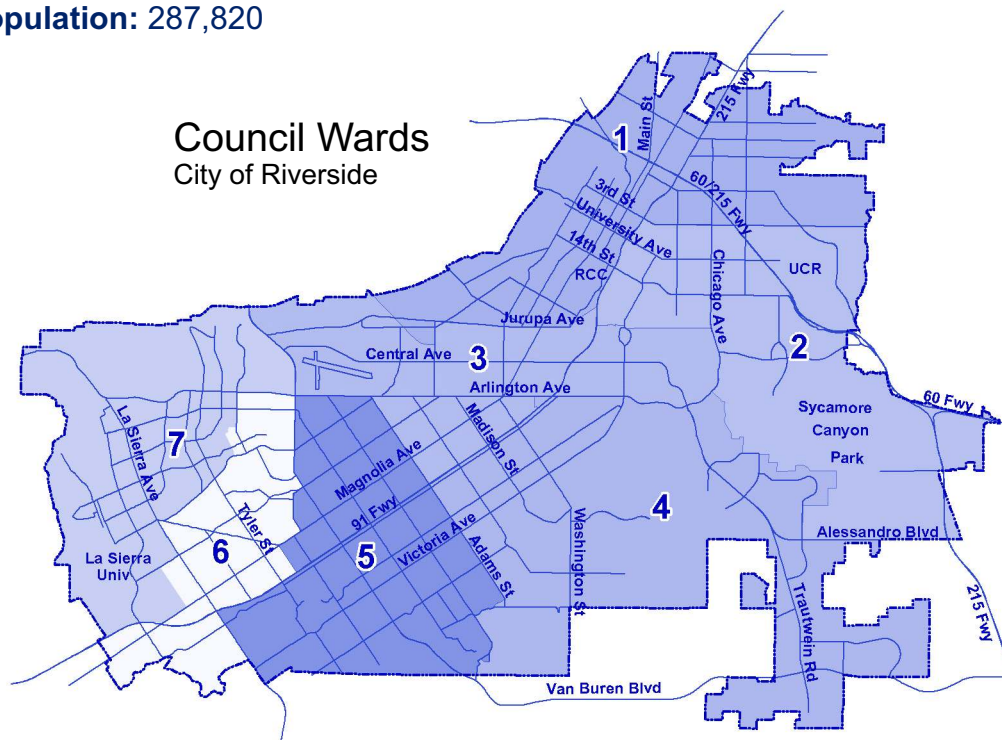 opulation: 287,820
Council Wards
City of Riverside
1
Main St
215 Fwy
3rd St
60/215 Fwy
University Ave
14th St
RCC
Chicago Ave
UCR
Jurupa Ave
Central Ave
3
2
Arlington Ave
60 Fwy
La Sierra Ave
7
Madison St
Sycamore
Canyon
Park
Magnolia Ave
91 Fwy
Tyler St
4
Victoria Ave
Washington St
Alessandro Blvd
La Sierra
Univ
6
5
Adams St
Trautwein Rd
215 Fwy
Van Buren Blvd